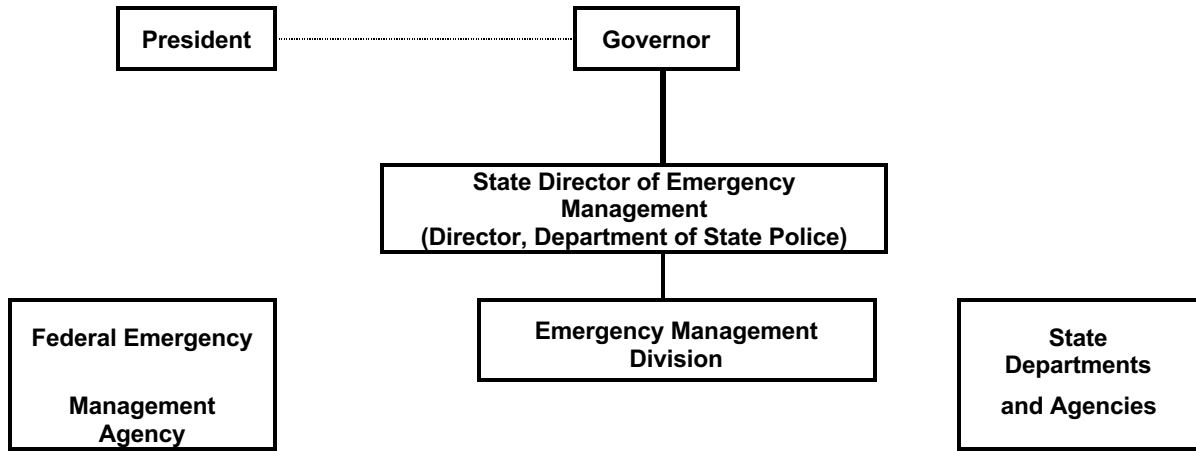 President
Governor
State Director of Emergency
Management
(Director, Department of State Police)
Federal Emergency
Management
Agency
Emergency Management
Division
State
Departments
and Agencies